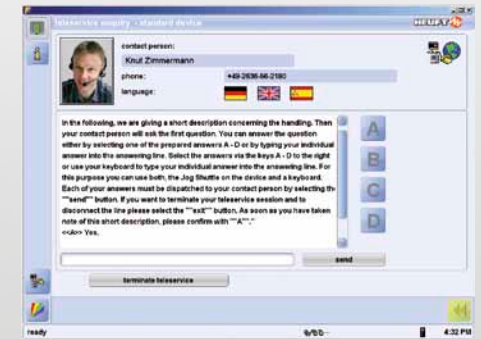 teleservice enquiry - standard device
HEUFT
contact person:
Knut Zimmermann
phone:
+49-2636-56-2180
language:
In the following, we are giving a short description concerning the handling. Then
your contact person will ask the first question. You can answer the question
either by selecting one of the prepared answers A - D or by typing your individual
answer into the answering line. Select the answers via the keys A - D to the right
or use your keyboard to type your individual answer into the answering line. For
this purpose you can use both, the Jog Shuttle on the device and a keyboard.
Each of your answers must be dispatched to your contact person by selecting the
""send"" button. If you want to terminate your teleservice session and to
disconnect the line please select the ""exit"" button. As soon as you have taken
note of this short description, please confirm with ""A""."
<<A>> Yes.
A
B
C
D
send
terminate teleservice
ready
4:32 PM